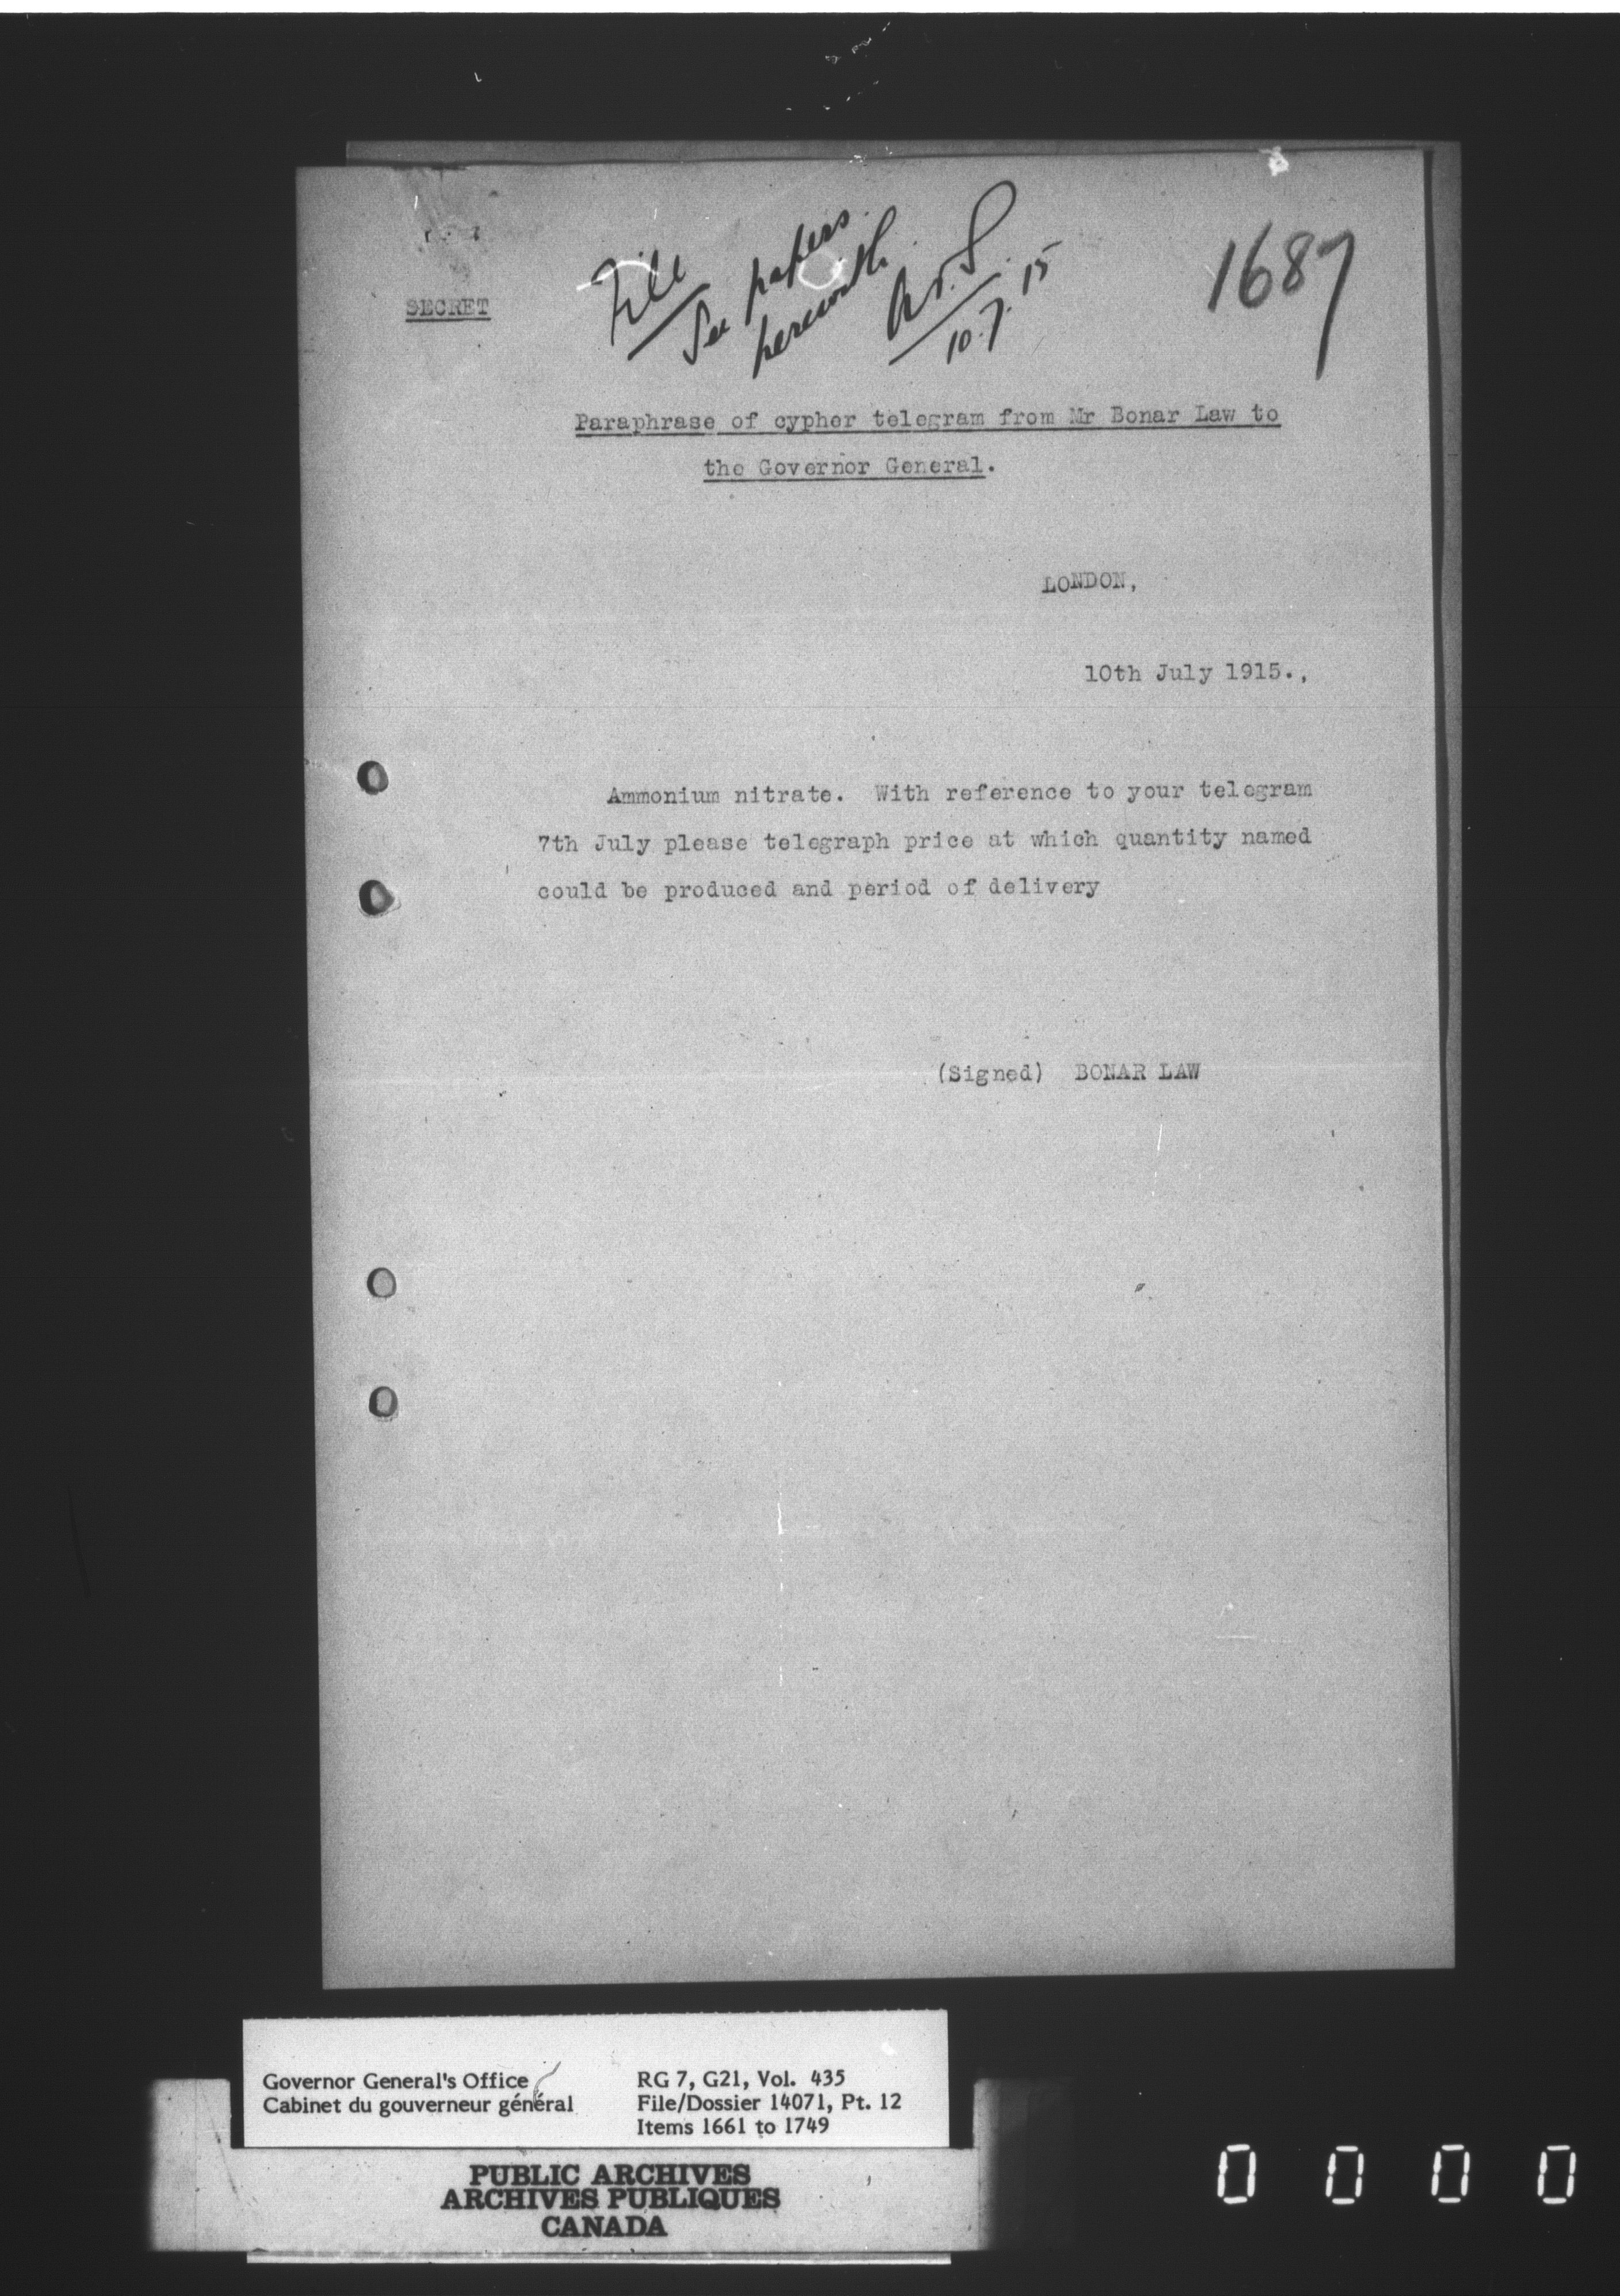 File
See papers
herewith.
A.F.S.
10.7.15
1687
SECRET
Paraphrase of cypher telegram from Mr Bonar Law to
the Governor General.
LONDON,
10th July 1915.,
Ammonium nitrate. With reference to your telegram
7th July please telegraph price at which quantity named
could be produced and period of delivery
(Signed) BONAR LAW
Governor General's Office
Cabinet du gouverneur général
RG 7, G21, Vol. 435
File/Dossier 14071, Pt. 12
Items 1661 to 1749
PUBLIC ARCHIVES
ARCHIVES PUBLIQUES
CANADA
0 0 0 0